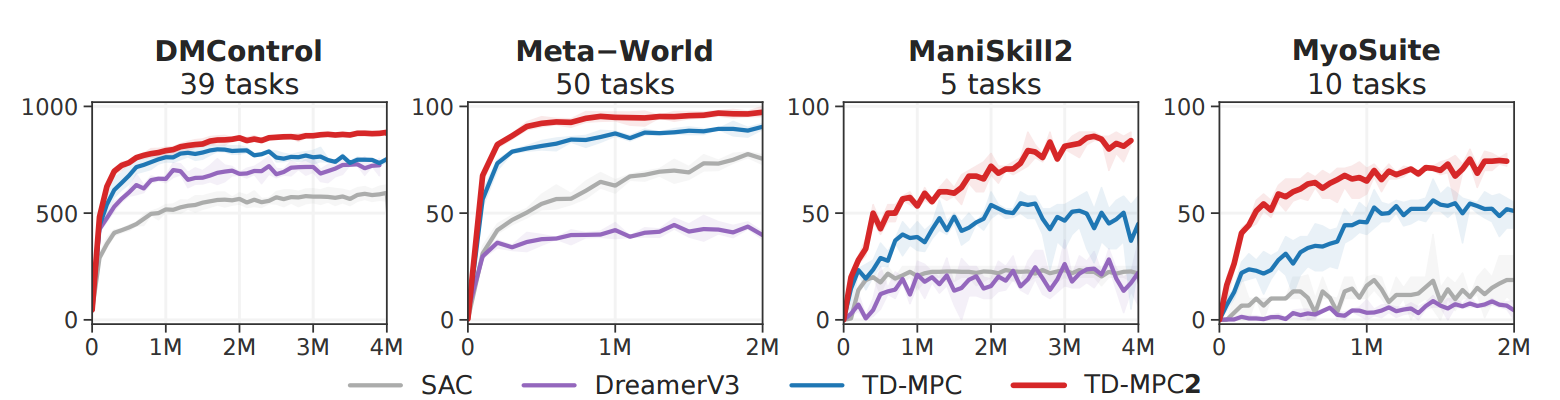 DMControl
39 tasks
1000
500
0
0 1M 2M 3M 4M
Meta−World
50 tasks
100
50
0
0 1M 2M
ManiSkill2
5 tasks
100
50
0
0 1M 2M 3M 4M
MyoSuite
10 tasks
100
50
0
0 1M 2M
SAC DreamerV3 TD-MPC TD-MPC2